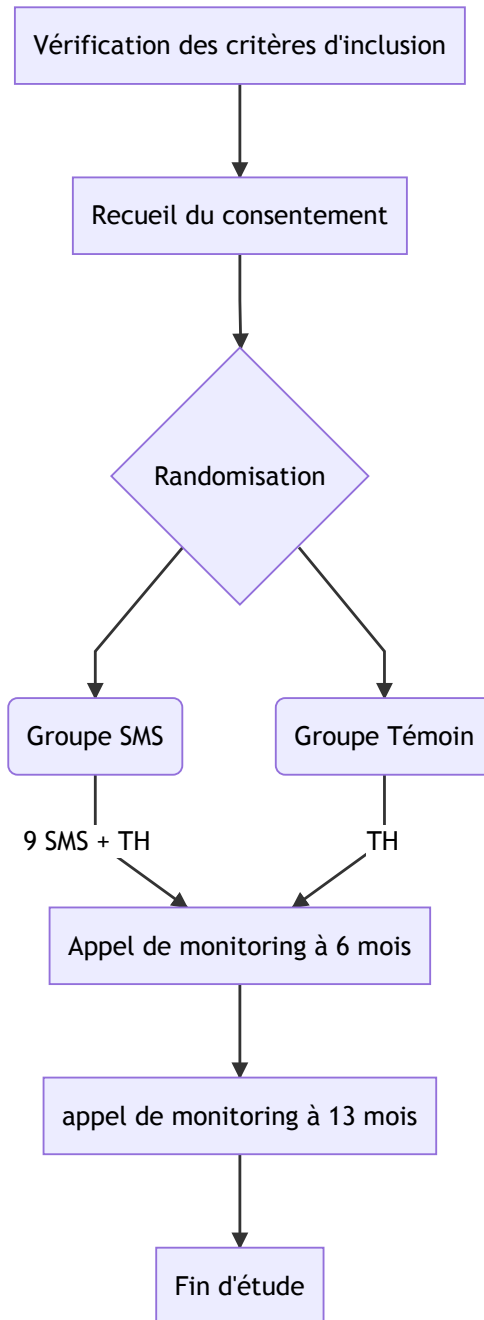 Vérification des critères d'inclusion
Recueil du consentement
Randomisation
Groupe SMS
Groupe Témoin
9 SMS + TH
TH
Appel de monitoring à 6 mois
appel de monitoring à 13 mois
Fin d'étude